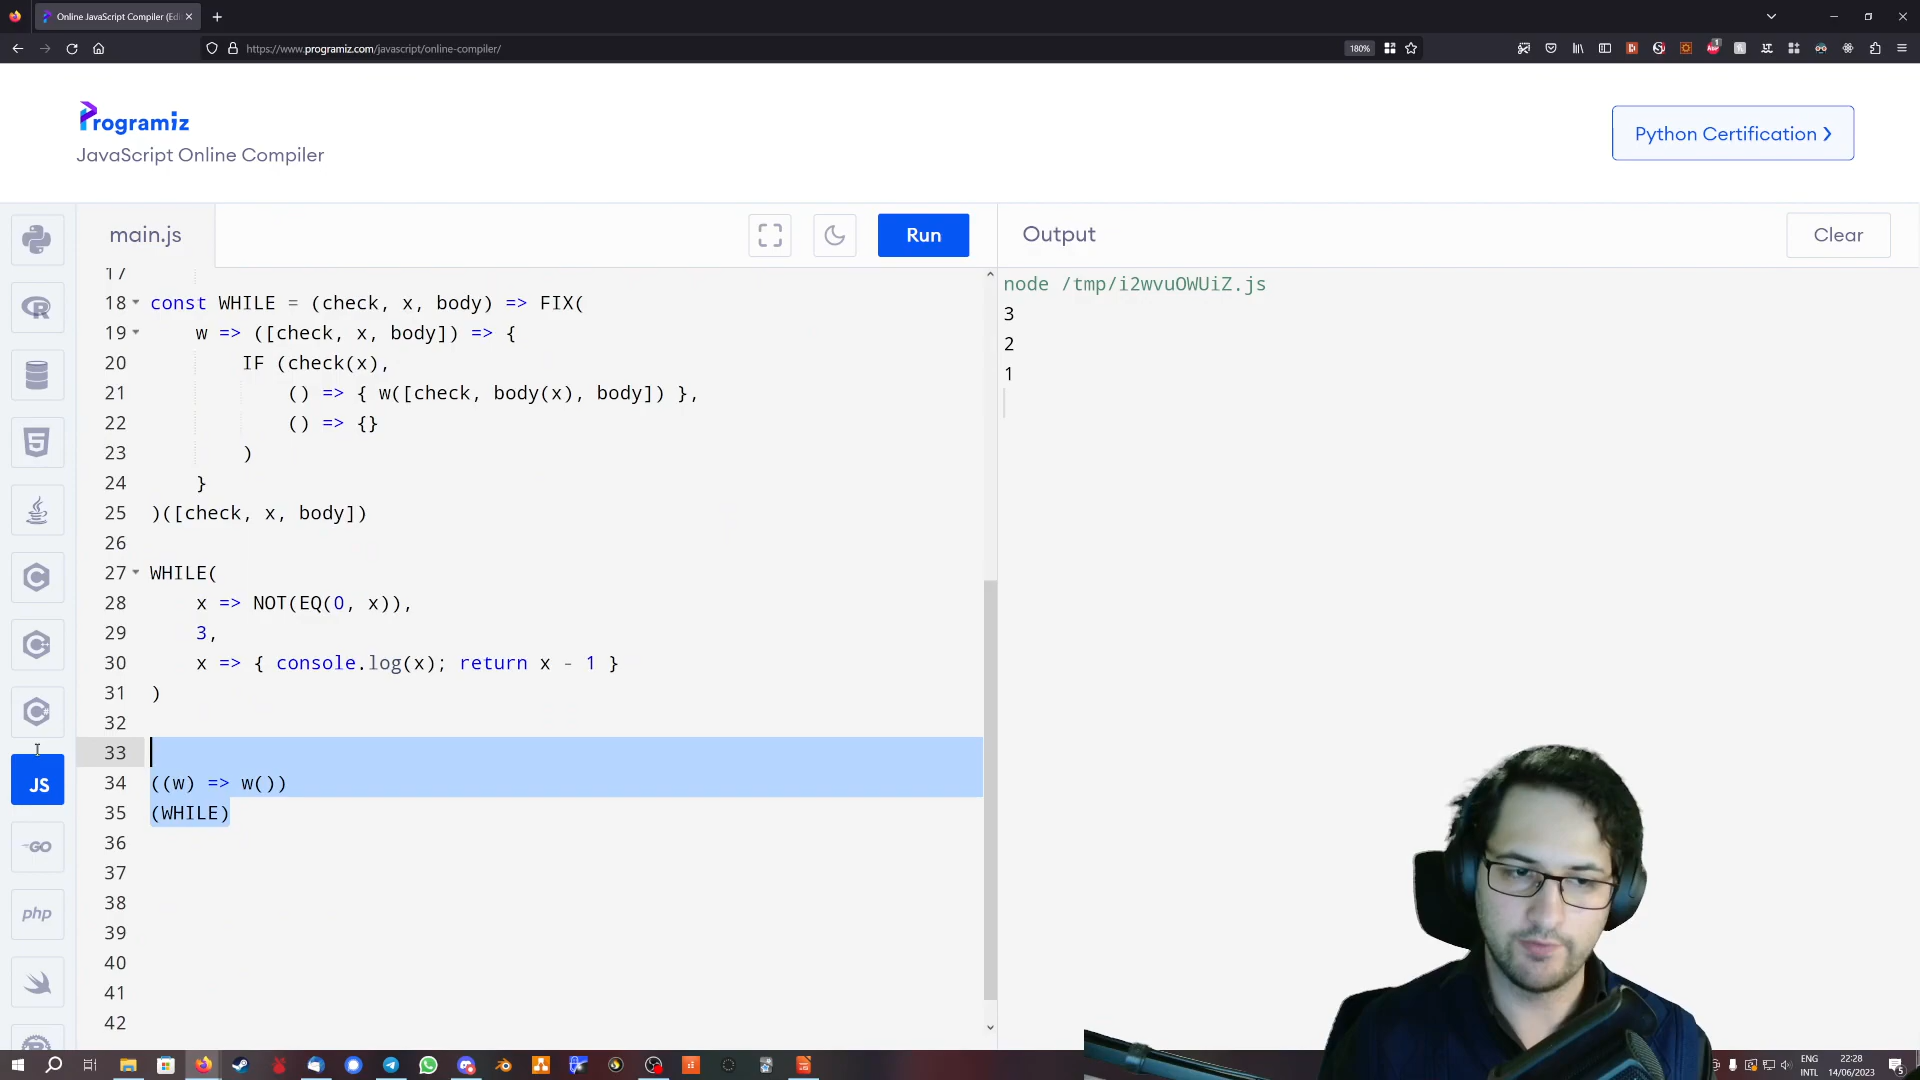 Online JavaScript Compiler (Edi
https://www.programiz.com/javascript/online-compiler/
180%
Programiz
JavaScript Online Compiler
Python Certification
main.js
Run
Output
Clear
17
18 const WHILE = (check, x, body) => FIX(
19 w => ([check, x, body]) => {
20 IF (check(x),
21 () => { w([check, body(x), body]) },
22 () => {}
23 )
24 }
25 )([check, x, body])
26
27 WHILE(
28 x => NOT(EQ(0, x)),
29 3,
30 x => { console.log(x); return x - 1 }
31 )
32
33
34 ((w) => w())
35 (WHILE)
36
37
38
39
40
41
42
node /tmp/i2wvuOWUiZ.js
3
2
1
JS
GO
php
ENG
INTL
22:28
14/06/2023